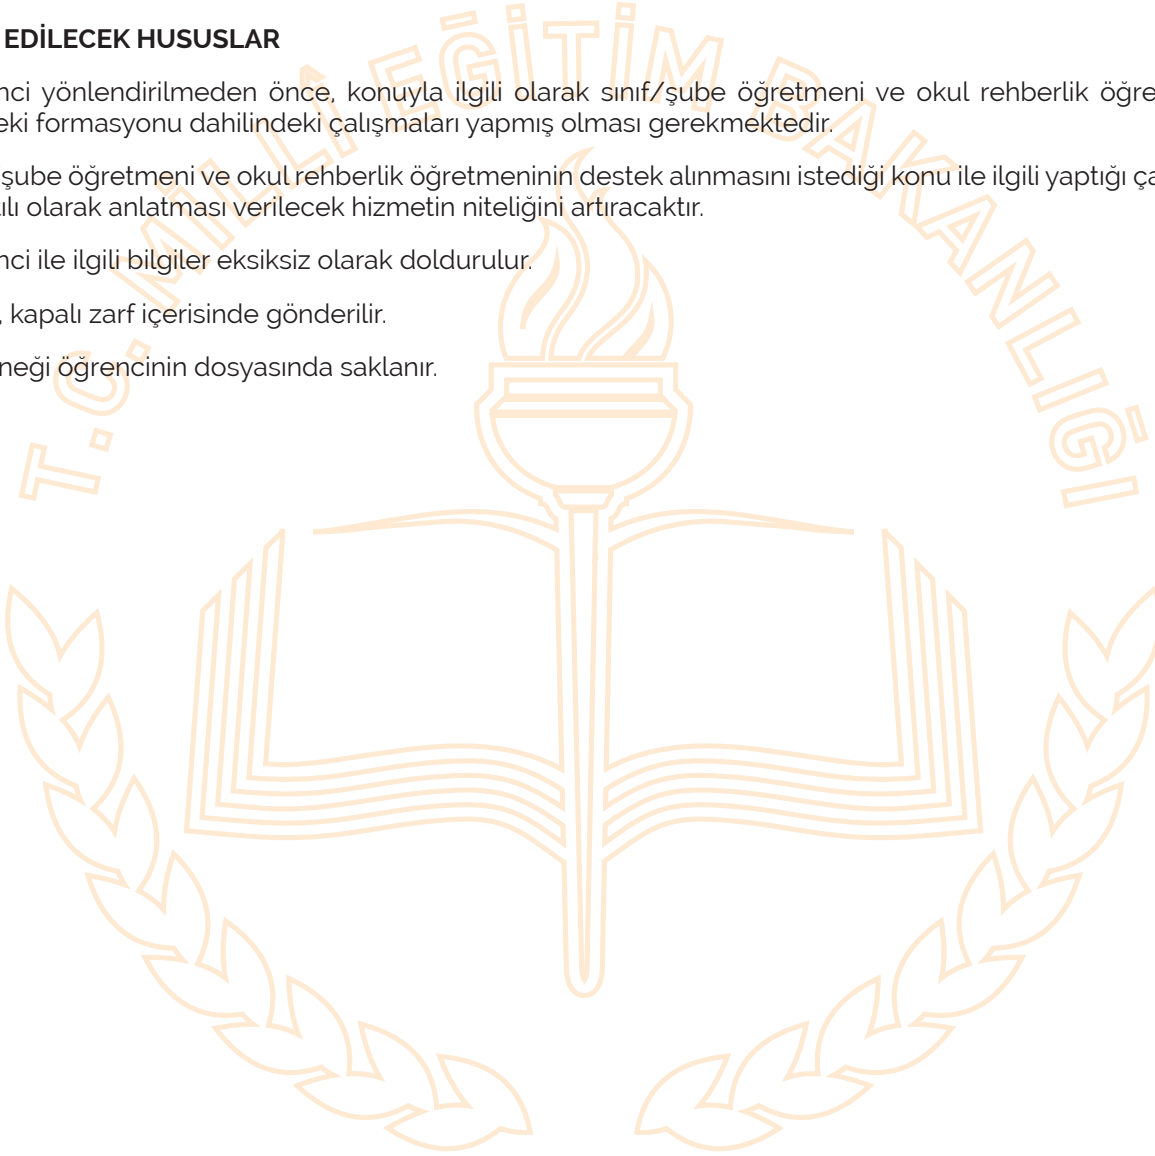 EDİLECEK HUSUSLAR
nci yönlendirilmeden önce, konuyla ilgili olarak sınıf/şube öğretmeni ve okul rehberlik öğre
eki formasyonu dahilindeki çalışmaları yapmış olması gerekmektedir.
şube öğretmeni ve okul rehberlik öğretmeninin destek alınmasını istediği konu ile ilgili yaptığı ça
ılı olarak anlatması verilecek hizmetin niteliğini artıracaktır.
nci ile ilgili bilgiler eksiksiz olarak doldurulur.
, kapalı zarf içerisinde gönderilir.
neği öğrencinin dosyasında saklanır.
T.C. MİLLÎ EĞİTİM BAKANLIĞI